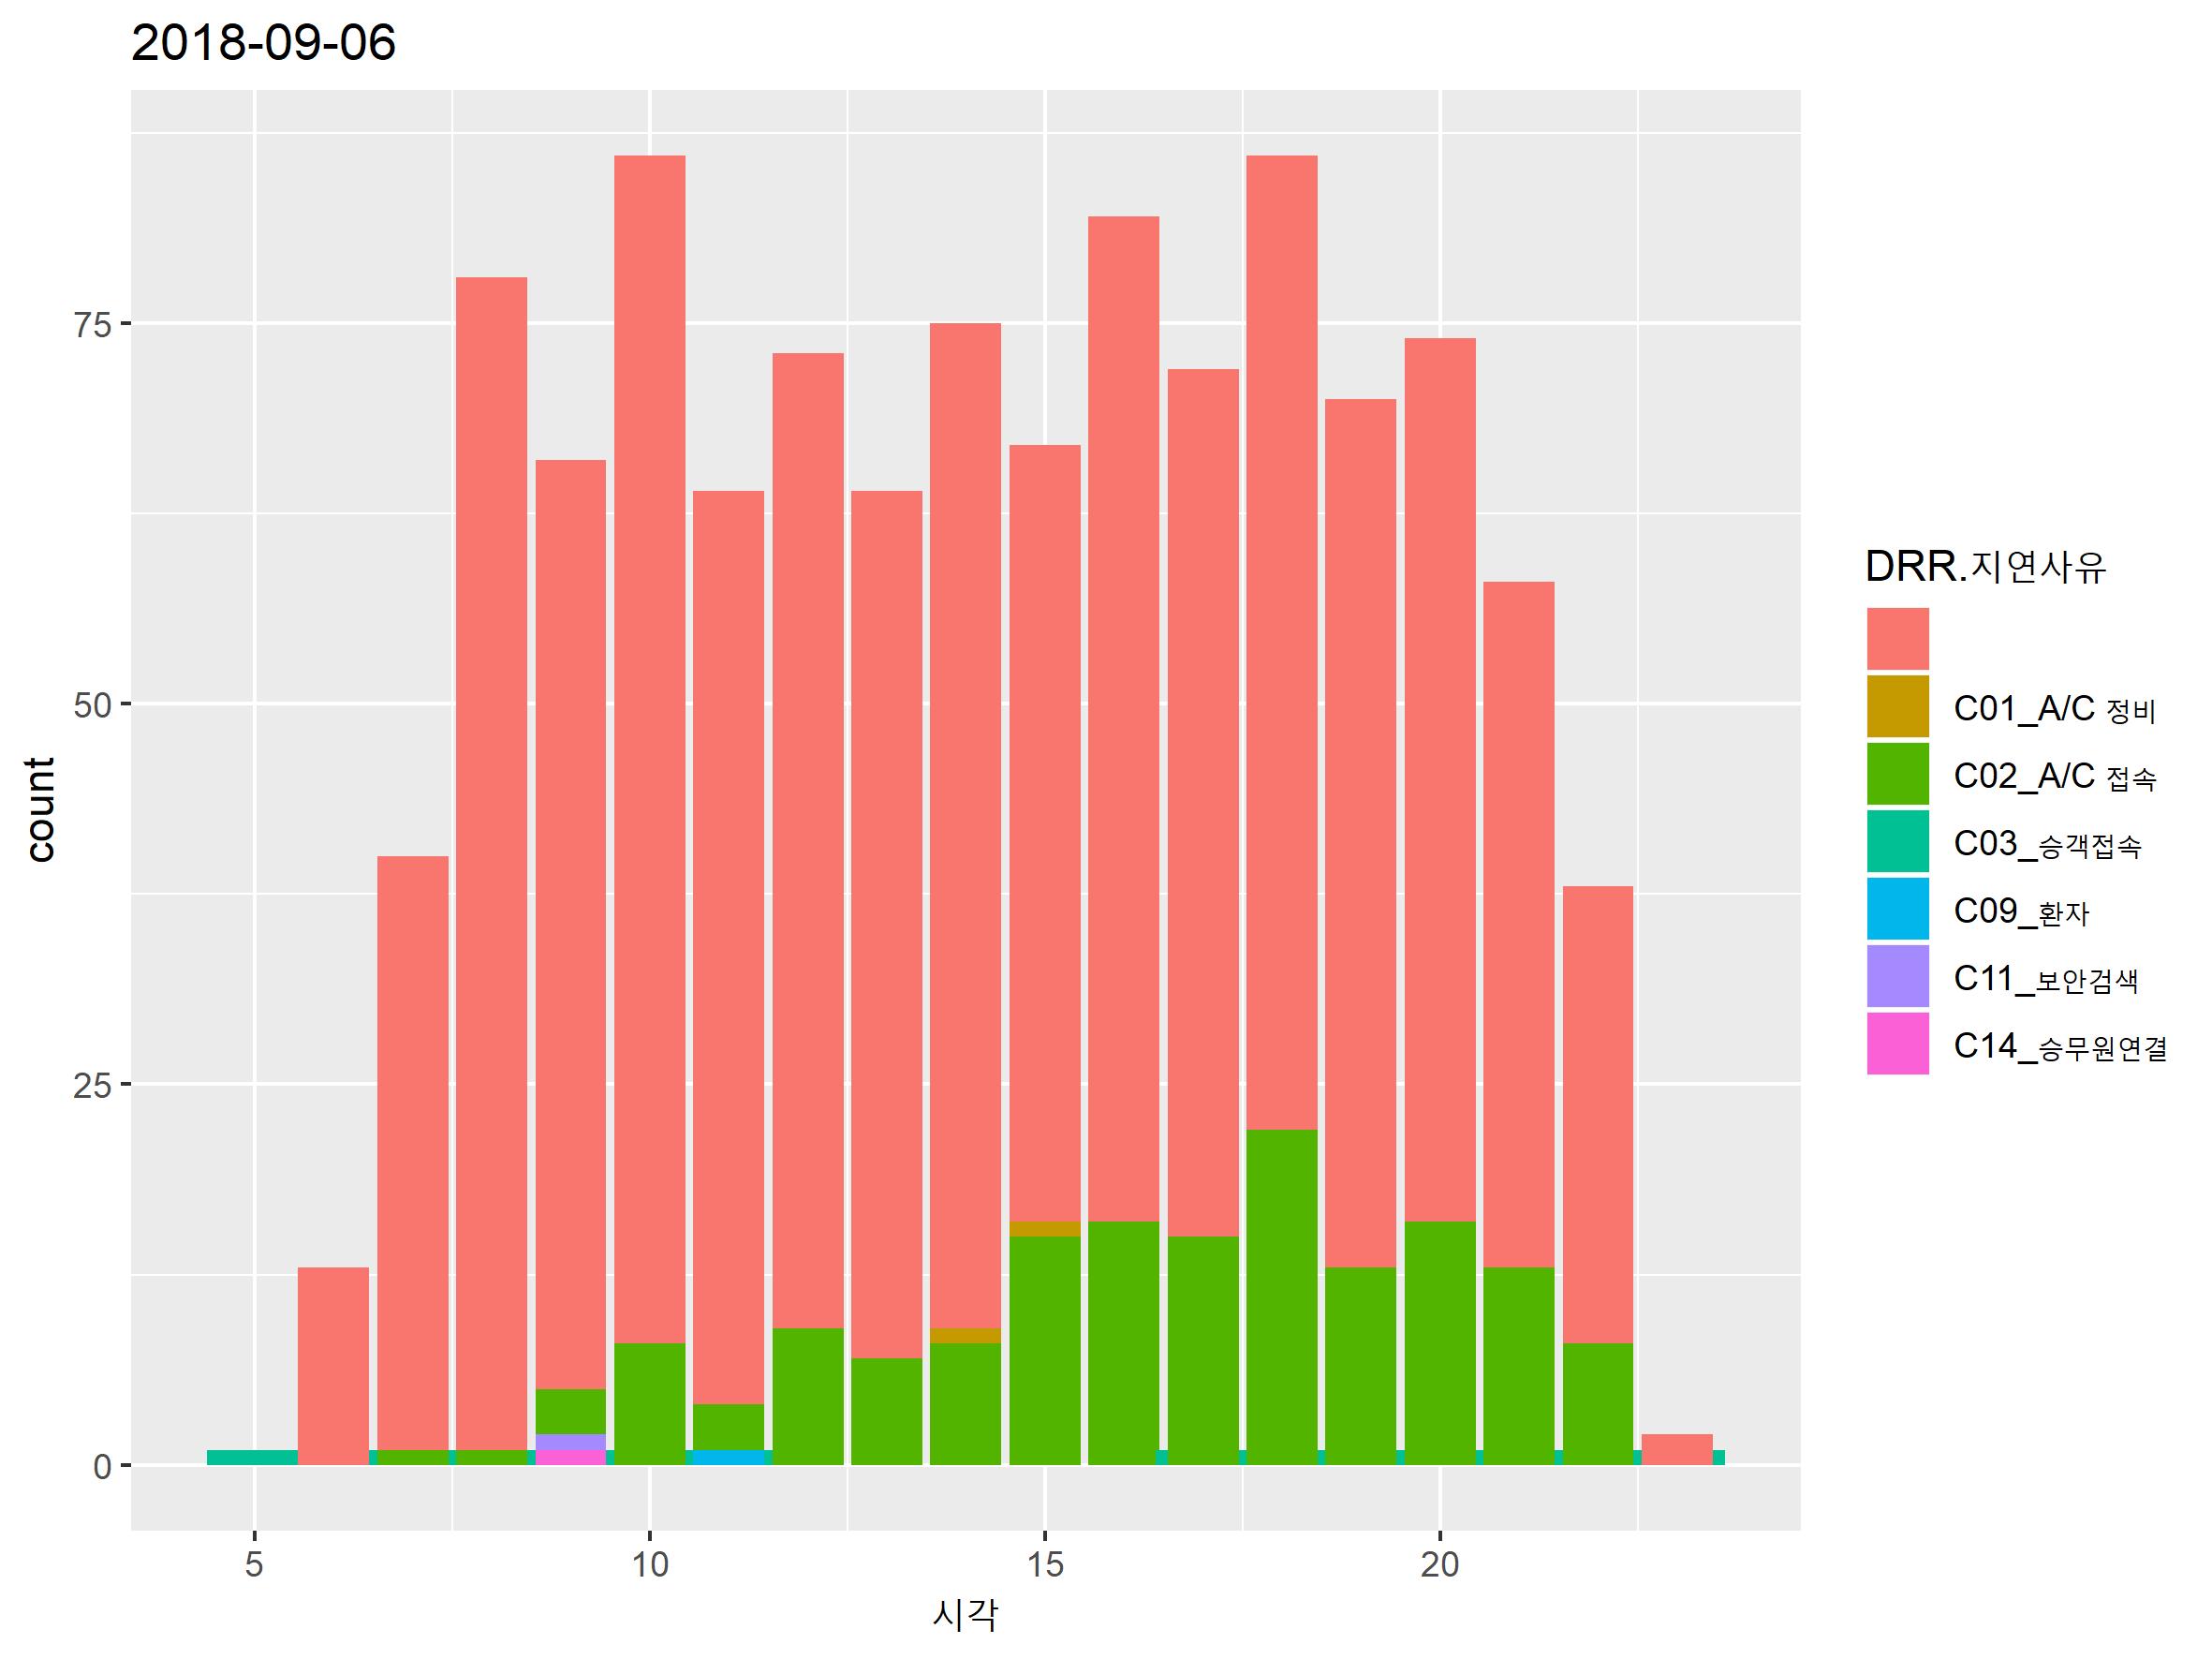 2018-09-06
75
50
25
0
count
5 10 15 20
시각
DRR.지연사유
C01_A/C 정비
C02_A/C 접속
C03_승객접속
C09_환자
C11_보안검색
C14_승무원연결